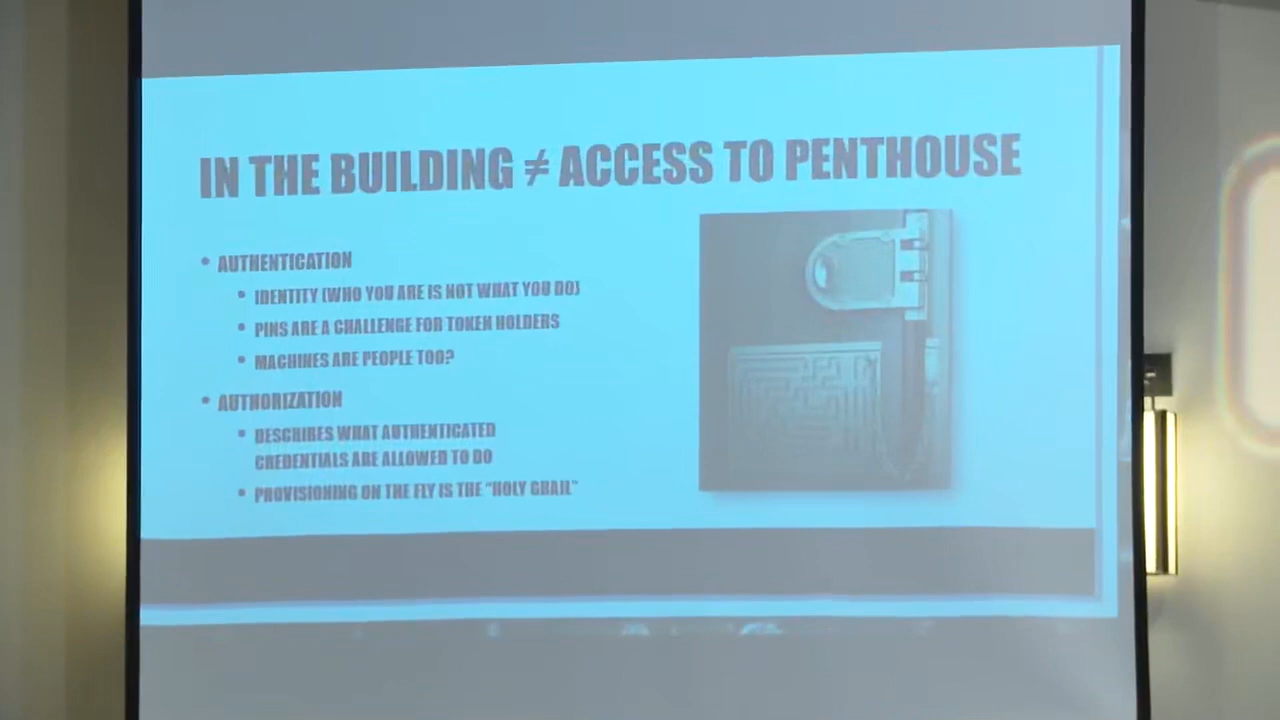 IN THE BUILDING ≠ ACCESS TO PENTHOUSE
• AUTHENTICATION
• IDENTITY (WHO YOU ARE IS NOT WHAT YOU DO)
• PINS ARE A CHALLENGE FOR TOKEN HOLDERS
• MACHINES ARE PEOPLE TOO?
• AUTHORIZATION
• DESCRIBES WHAT AUTHENTICATED
CREDENTIALS ARE ALLOWED TO DO
• PROVISIONING ON THE FLY IS THE "HOLY GRAIL"